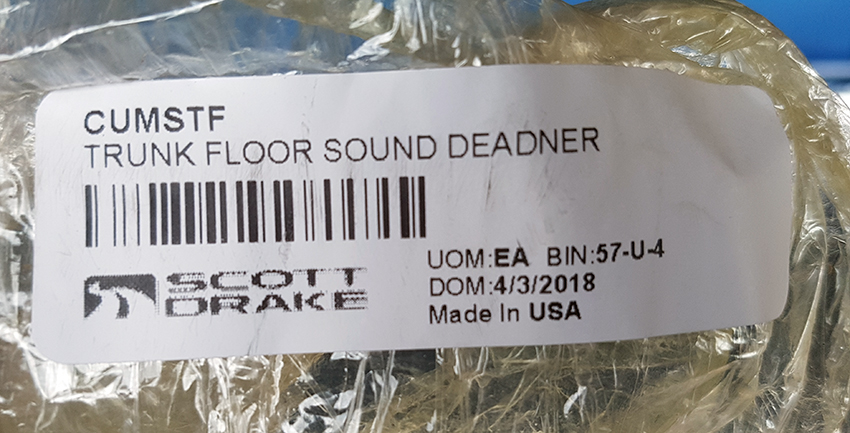 CUMSTF
TRUNK FLOOR SOUND DEADNER
SCOTT
DRAKE
UOM:EA BIN:57-U-4
DOM:4/3/2018
Made In USA